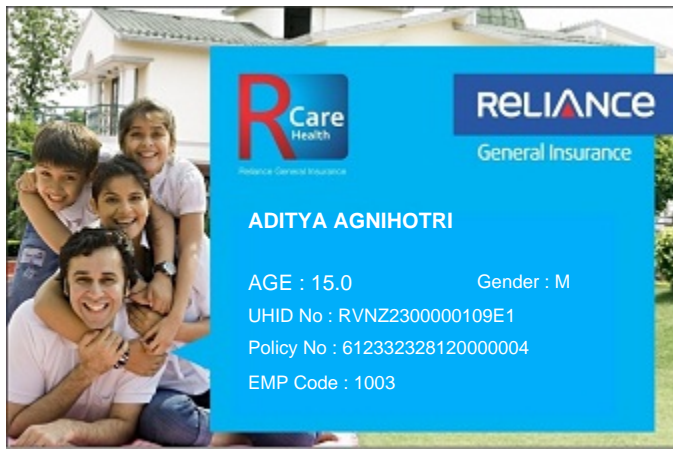 R Care
Health
Reliance General Insurance
RELIANCE
General Insurance
ADITYA AGNIHOTRI
AGE : 15.0 Gender : M
UHID No : RVNZ2300000109E1
Policy No : 612332328120000004
EMP Code : 1003